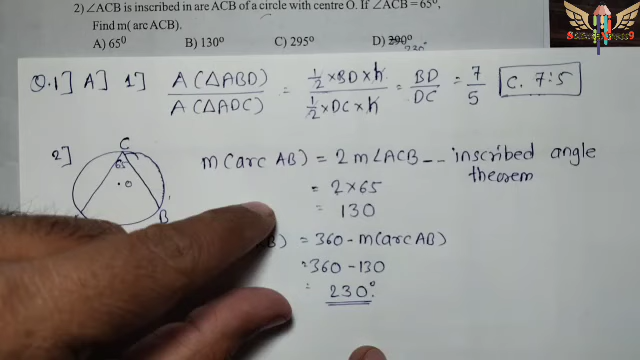 2) ∠ACB is inscribed in arc ACB of a circle with centre O. If ∠ACB = 65°,
Find m( arc ACB).
A) 65⁰ B) 130° C) 295° D) 290° 230°
Q.1] A] 1] A(△ABD) / A(△ADC) = ½ × BD × h / ½ × DC × h = BD / DC = 7 / 5 C. 7:5
2] C 65 O B
m(arc AB) = 2 m∠ACB -- inscribed angle theorem
= 2 × 65
= 130
B) = 360 - m(arc AB)
= 360 - 130
= 230°.